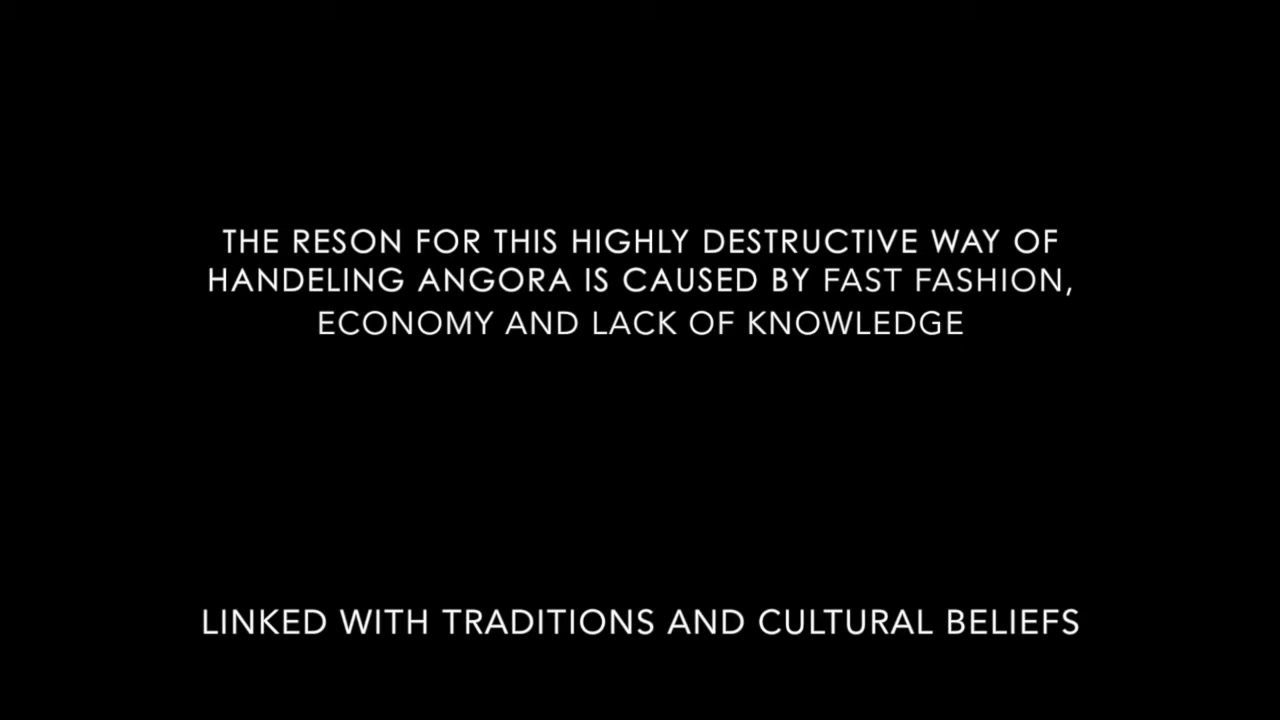 THE RESON FOR THIS HIGHLY DESTRUCTIVE WAY OF
HANDELING ANGORA IS CAUSED BY FAST FASHION,
ECONOMY AND LACK OF KNOWLEDGE
LINKED WITH TRADITIONS AND CULTURAL BELIEFS